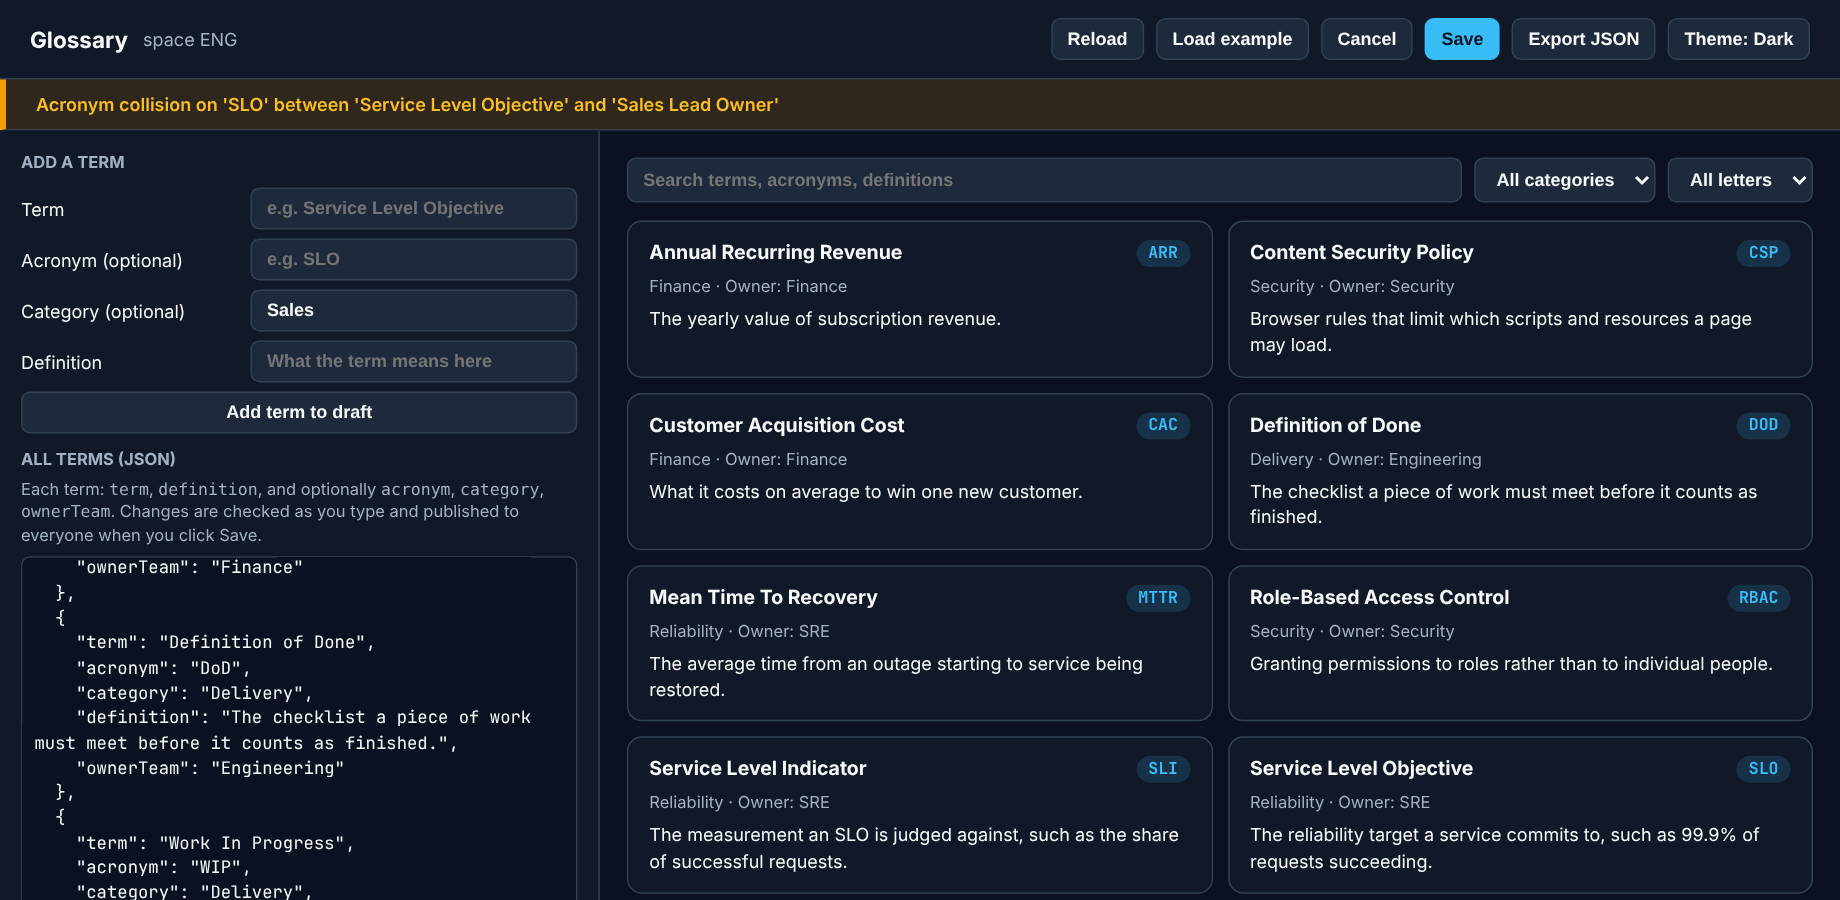 Glossary space ENG
Reload
Load example
Cancel
Save
Export JSON
Theme: Dark
Acronym collision on 'SLO' between 'Service Level Objective' and 'Sales Lead Owner'
ADD A TERM
Term
e.g. Service Level Objective
Acronym (optional)
e.g. SLO
Category (optional)
Sales
Definition
What the term means here
Add term to draft
ALL TERMS (JSON)
Each term: term, definition, and optionally acronym, category,
ownerTeam. Changes are checked as you type and published to
everyone when you click Save.
"ownerTeam": "Finance"
},
{
"term": "Definition of Done",
"acronym": "DoD",
"category": "Delivery",
"definition": "The checklist a piece of work
must meet before it counts as finished.",
"ownerTeam": "Engineering"
},
{
"term": "Work In Progress",
"acronym": "WIP",
"category": "Delivery",
Search terms, acronyms, definitions
All categories
All letters
Annual Recurring Revenue
ARR
Finance · Owner: Finance
The yearly value of subscription revenue.
Content Security Policy
CSP
Security · Owner: Security
Browser rules that limit which scripts and resources a page
may load.
Customer Acquisition Cost
CAC
Finance · Owner: Finance
What it costs on average to win one new customer.
Definition of Done
DOD
Delivery · Owner: Engineering
The checklist a piece of work must meet before it counts as
finished.
Mean Time To Recovery
MTTR
Reliability · Owner: SRE
The average time from an outage starting to service being
restored.
Role-Based Access Control
RBAC
Security · Owner: Security
Granting permissions to roles rather than to individual people.
Service Level Indicator
SLI
Reliability · Owner: SRE
The measurement an SLO is judged against, such as the share
of successful requests.
Service Level Objective
SLO
Reliability · Owner: SRE
The reliability target a service commits to, such as 99.9% of
requests succeeding.